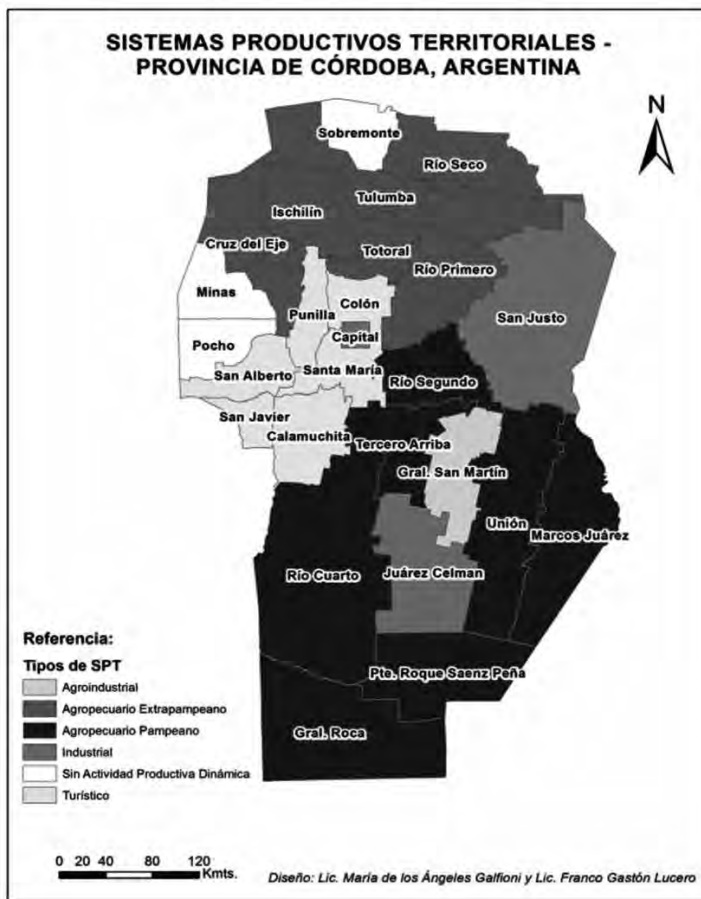 SISTEMAS PRODUCTIVOS TERRITORIALES -
PROVINCIA DE CÓRDOBA, ARGENTINA
N
Sobremonte
Río Seco
Tulumba
Ischilín
Cruz del Eje
Totoral
Río Primero
Minas
Colón
Punilla
San Justo
Capital
Pocho
San Alberto
Santa María
Río Segundo
San Javier
Calamuchita
Tercero Arriba
Gral. San Martín
Unión
Marcos Juárez
Río Cuarto
Juárez Celman
Pte. Roque Saenz Peña
Gral. Roca
Referencia:
Tipos de SPT
Agroindustrial
Agropecuario Extrapampeano
Agropecuario Pampeano
Industrial
Sin Actividad Productiva Dinámica
Turístico
0 20 40 80 120
Kmts.
Diseño: Lic. María de los Ángeles Galfioni y Lic. Franco Gastón Lucero